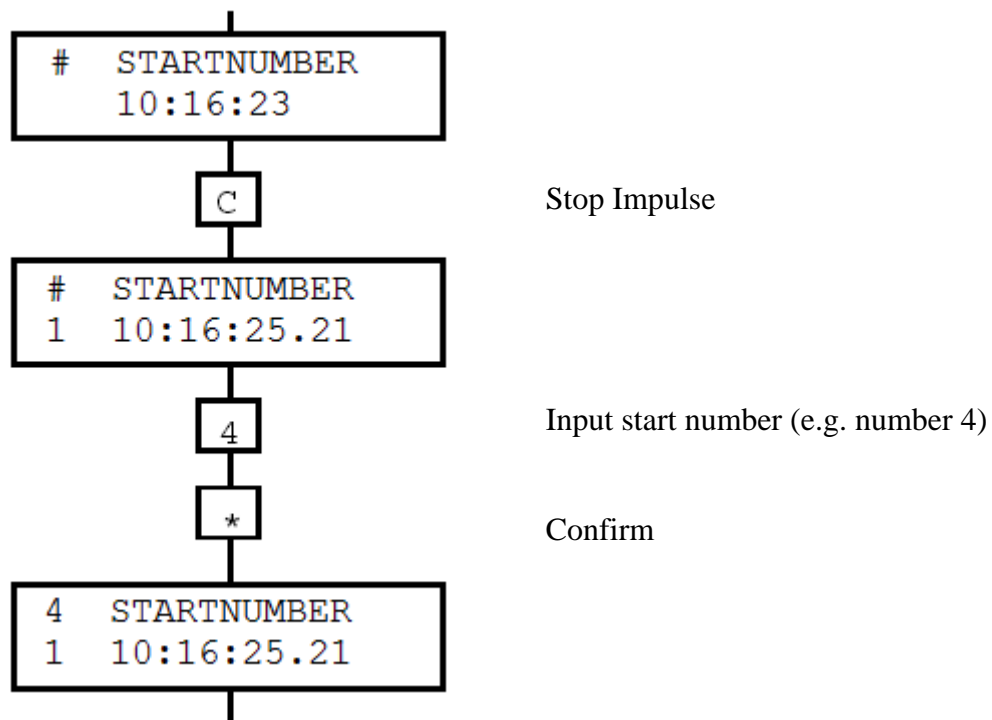 # STARTNUMBER
10:16:23
C
Stop Impulse
# STARTNUMBER
1 10:16:25.21
4
Input start number (e.g. number 4)
*
Confirm
4 STARTNUMBER
1 10:16:25.21